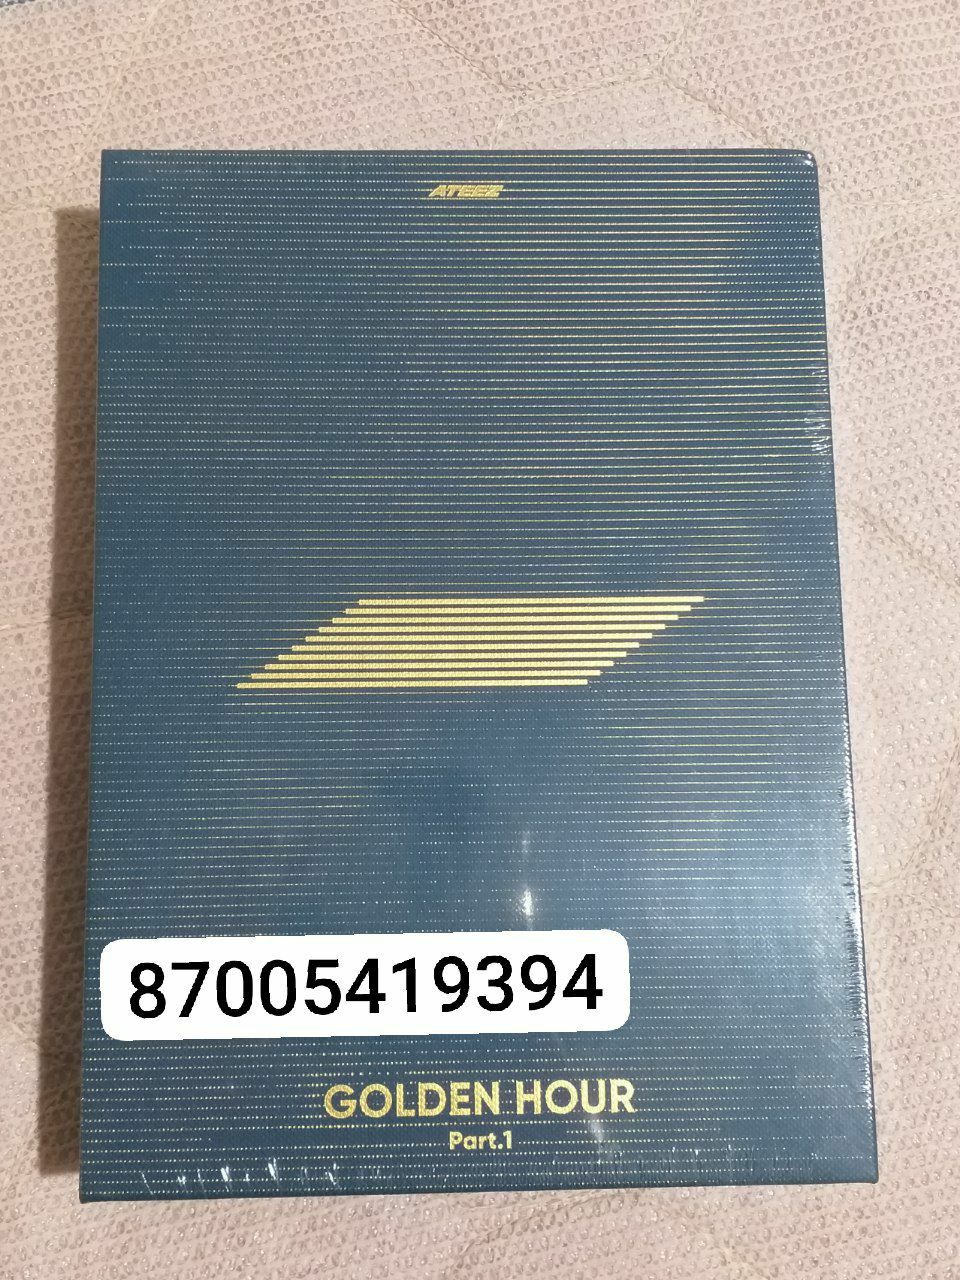 ATEEZ
87005419394
GOLDEN HOUR
Part.1